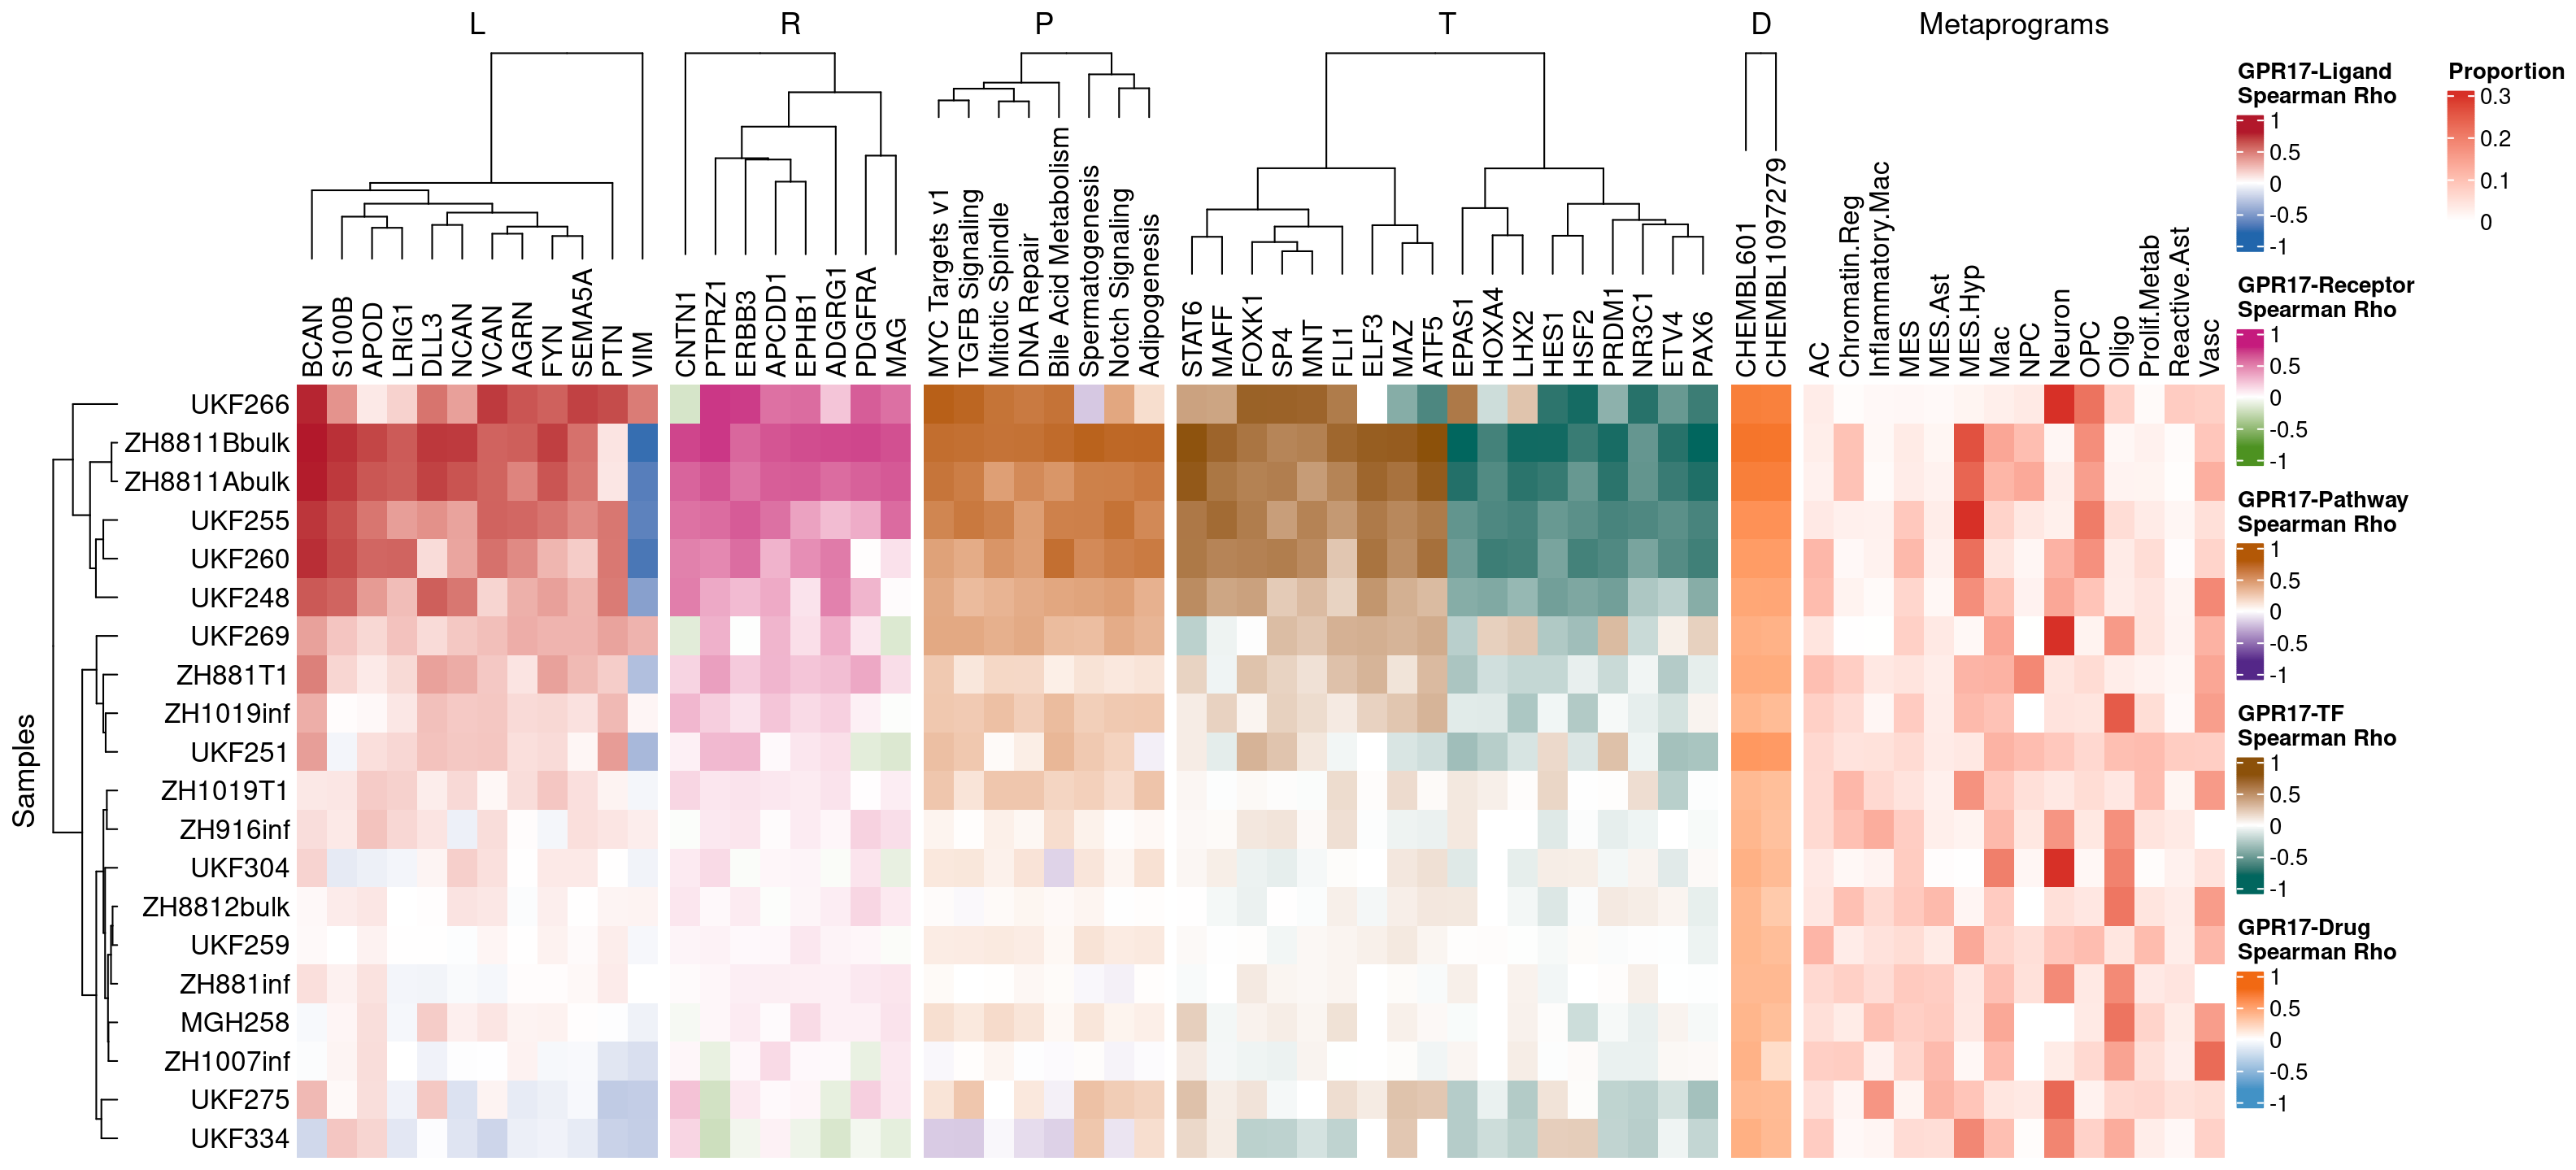 L
R
P
T
D
Metaprograms
BCAN
S100B
APOD
LRIG1
DLL3
NCAN
VCAN
AGRN
FYN
SEMA5A
PTN
VIM
CNTN1
PTPRZ1
ERBB3
APCDD1
EPHB1
ADGRG1
PDGFRA
MAG
MYC Targets v1
TGFB Signaling
Mitotic Spindle
DNA Repair
Bile Acid Metabolism
Spermatogenesis
Notch Signaling
Adipogenesis
STAT6
MAFF
FOXK1
SP4
MNT
FLI1
ELF3
MAZ
ATF5
EPAS1
HOXA4
LHX2
HES1
HSF2
PRDM1
NR3C1
ETV4
PAX6
CHEMBL601
CHEMBL1097279
AC
Chromatin.Reg
Inflammatory.Mac
MES
MES.Ast
MES.Hyp
Mac
NPC
Neuron
OPC
Oligo
Prolif.Metab
Reactive.Ast
Vasc
Samples
UKF266
ZH8811Bbulk
ZH8811Abulk
UKF255
UKF260
UKF248
UKF269
ZH881T1
ZH1019inf
UKF251
ZH1019T1
ZH916inf
UKF304
ZH8812bulk
UKF259
ZH881inf
MGH258
ZH1007inf
UKF275
UKF334
GPR17-Ligand
Spearman Rho
1
0.5
0
-0.5
-1
GPR17-Receptor
Spearman Rho
1
0.5
0
-0.5
-1
GPR17-Pathway
Spearman Rho
1
0.5
0
-0.5
-1
GPR17-TF
Spearman Rho
1
0.5
0
-0.5
-1
GPR17-Drug
Spearman Rho
1
0.5
0
-0.5
-1
Proportion
0.3
0.2
0.1
0